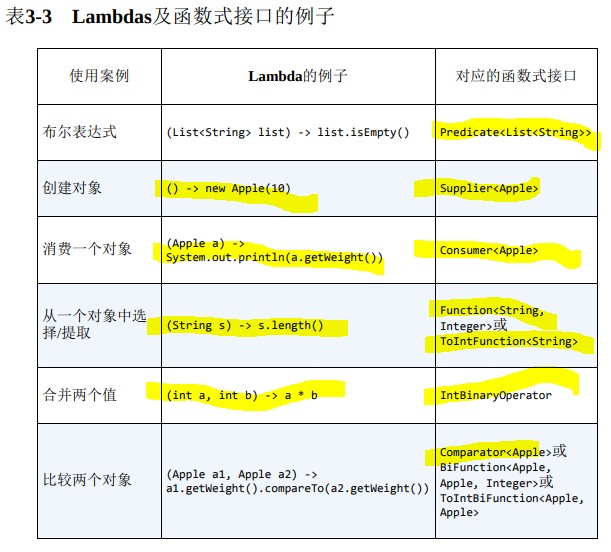 表3-3 Lambdas及函数式接口的例子
使用案例
Lambda的例子
对应的函数式接口
布尔表达式
(List<String> list) -> list.isEmpty()
Predicate<List<String>>
创建对象
() -> new Apple(10)
Supplier<Apple>
消费一个对象
(Apple a) ->
System.out.println(a.getWeight())
Consumer<Apple>
从一个对象中选
择/提取
(String s) -> s.length()
Function<String,
Integer>或
ToIntFunction<String>
合并两个值
(int a, int b) -> a * b
IntBinaryOperator
比较两个对象
(Apple a1, Apple a2) ->
a1.getWeight().compareTo(a2.getWeight())
Comparator<Apple>或
BiFunction<Apple,
Apple, Integer>或
ToIntBiFunction<Apple,
Apple>